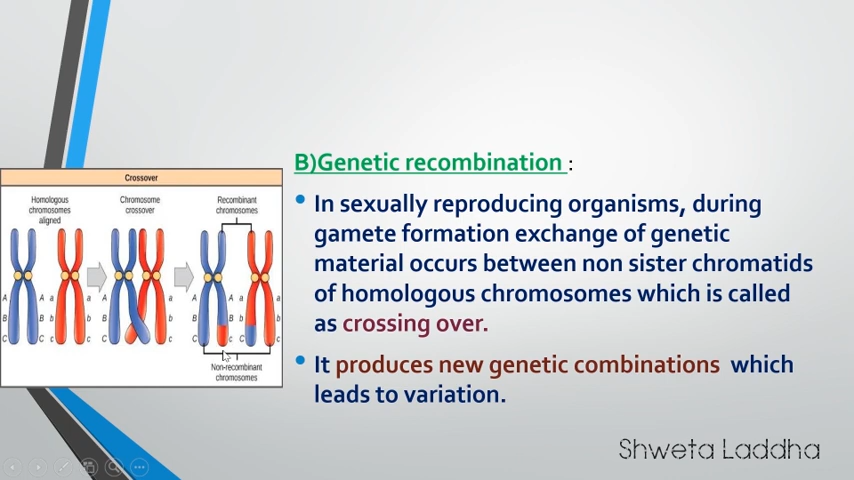 B)Genetic recombination :
Crossover
Homologous
chromosomes
aligned
Chromosome
crossover
Recombinant
chromosomes
A A a a A a A a A a
B B b b B b B b B b
C C c c C c C c C c
Non-recombinant
chromosomes
• In sexually reproducing organisms, during
gamete formation exchange of genetic
material occurs between non sister chromatids
of homologous chromosomes which is called
as crossing over.
• It produces new genetic combinations which
leads to variation.
Shweta Laddha